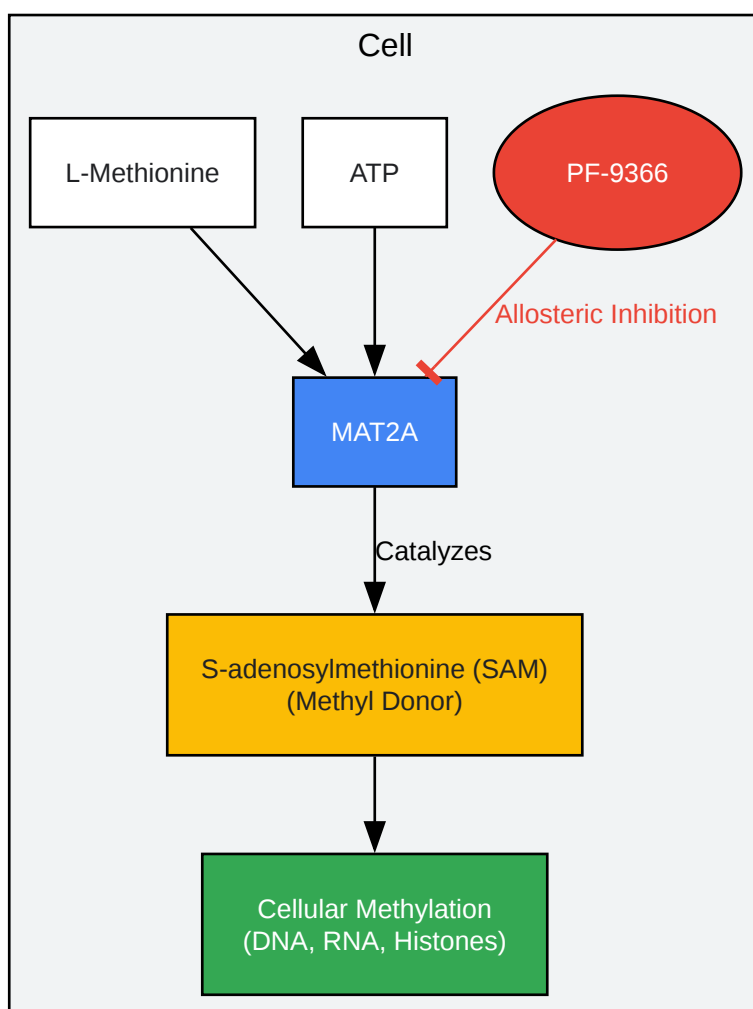 Cell
L-Methionine
ATP
PF-9366
Allosteric Inhibition
MAT2A
Catalyzes
S-adenosylmethionine (SAM)
(Methyl Donor)
Cellular Methylation
(DNA, RNA, Histones)